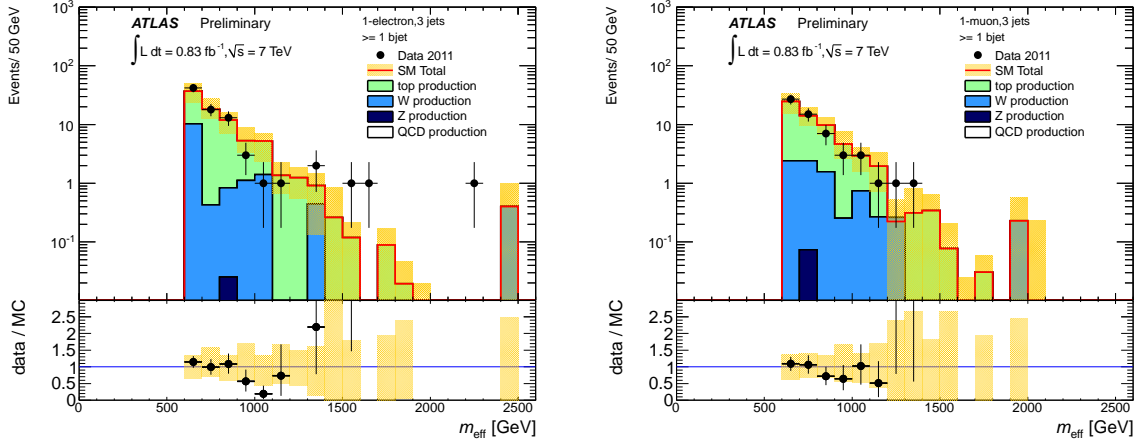 ATLAS Preliminary
1-electron,3 jets
>= 1 bjet
∫L dt = 0.83 fb⁻¹,√s = 7 TeV
Data 2011
SM Total
top production
W production
Z production
QCD production
Events/ 50 GeV
10³
10²
10
1
10⁻¹
data / MC
2.5
2
1.5
1
0.5
0
0 500 1000 1500 2000 2500
m_eff [GeV]
ATLAS Preliminary
1-muon,3 jets
>= 1 bjet
∫L dt = 0.83 fb⁻¹,√s = 7 TeV
Data 2011
SM Total
top production
W production
Z production
QCD production
Events/ 50 GeV
10³
10²
10
1
10⁻¹
data / MC
2.5
2
1.5
1
0.5
0
0 500 1000 1500 2000 2500
m_eff [GeV]